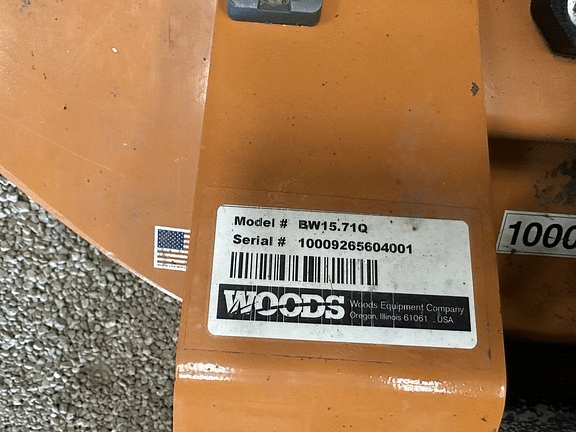 Model # BW15.71Q
Serial # 10009265604001
WOODS
Woods Equipment Company
Oregon, Illinois 61061 USA
1000